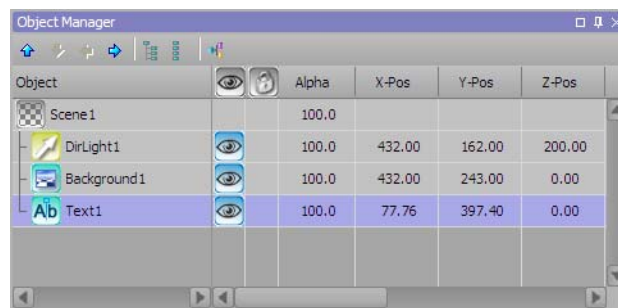 Object Manager
Object Alpha X-Pos Y-Pos Z-Pos
Scene1 100.0
DirLight1 100.0 432.00 162.00 200.00
Background1 100.0 432.00 243.00 0.00
Ab Text1 100.0 77.76 397.40 0.00